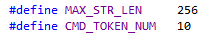 #define MAX_STR_LEN     256
#define CMD_TOKEN_NUM   10